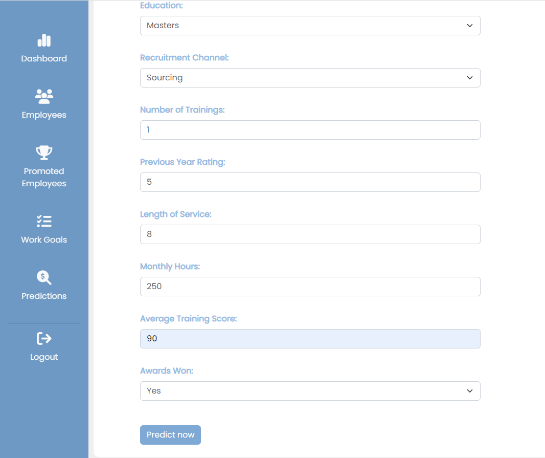 Dashboard
Employees
Promoted
Employees
Work Goals
$
Predictions
Logout
Education:
Masters
Recruitment Channel:
Sourcing
Number of Trainings:
1
Previous Year Rating:
5
Length of Service:
8
Monthly Hours:
250
Average Training Score:
90
Awards Won:
Yes
Predict now